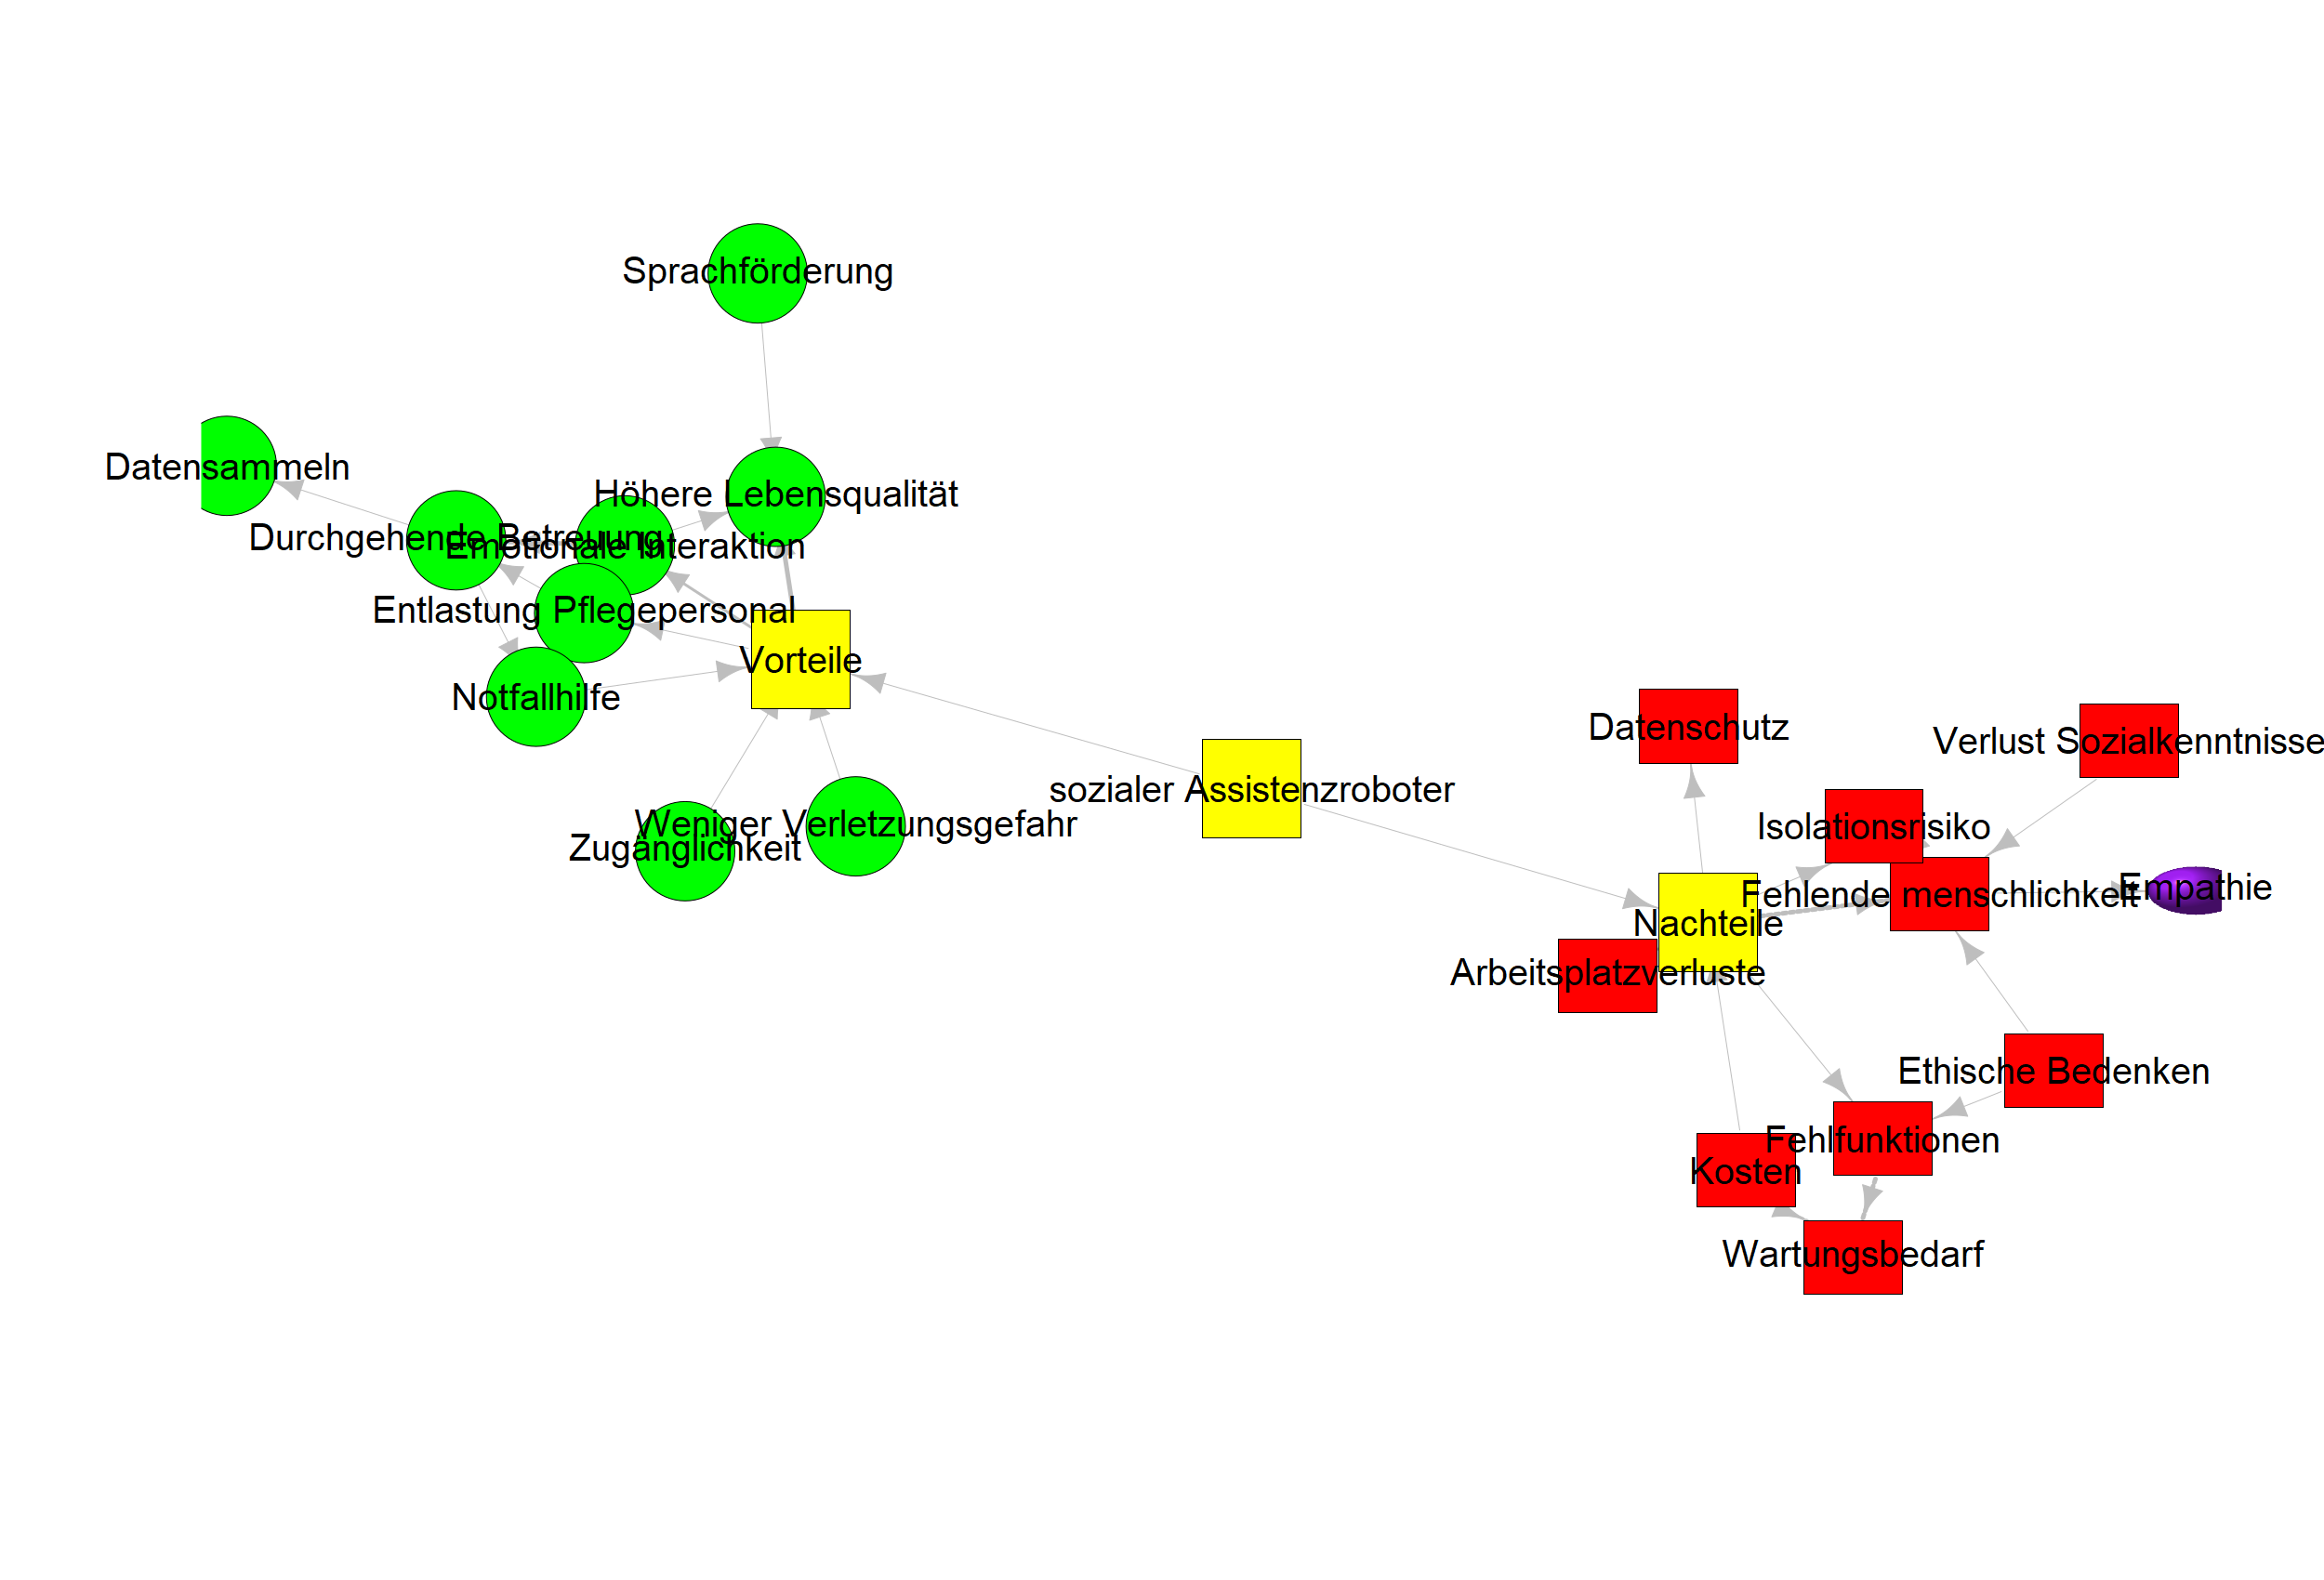 Sprachförderung
Datensammeln
Höhere Lebensqualität
Durchgehende Betreuung
Emotionale Interaktion
Entlastung Pflegepersonal
Vorteile
Notfallhilfe
Weniger Verletzungsgefahr
Zugänglichkeit
sozialer Assistenzroboter
Datenschutz
Verlust Sozialkenntnisse
Isolationsrisiko
Empathie
Fehlende menschlichkeit
Nachteile
Arbeitsplatzverluste
Ethische Bedenken
Fehlfunktionen
Kosten
Wartungsbedarf